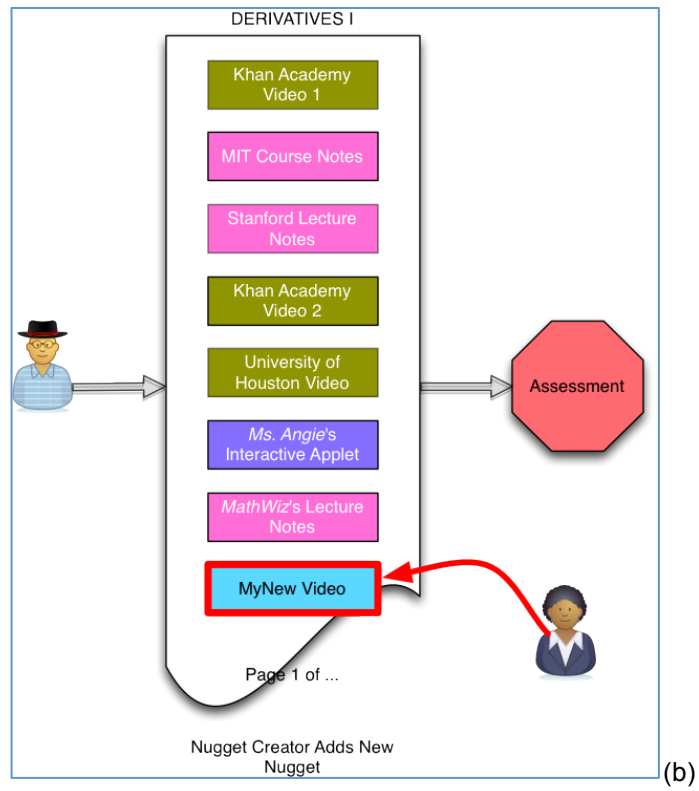 DERIVATIVES I
Khan Academy
Video 1
MIT Course Notes
Stanford Lecture
Notes
Khan Academy
Video 2
University of
Houston Video
Assessment
Ms. Angie's
Interactive Applet
MathWiz's Lecture
Notes
MyNew Video
Page 1 of ...
Nugget Creator Adds New
Nugget
(b)